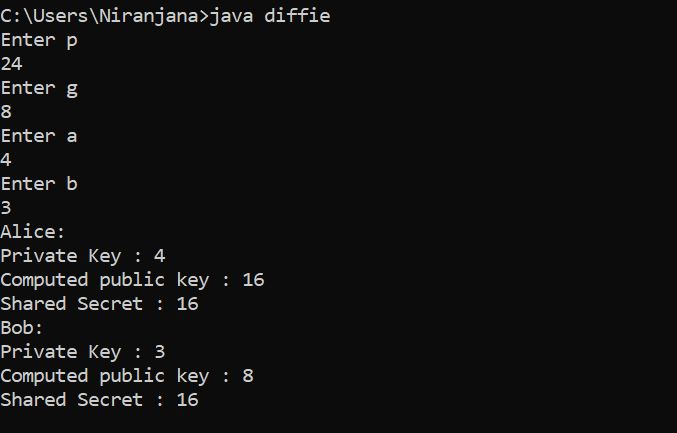 C:\Users\Niranjana>java diffie
Enter p
24
Enter g
8
Enter a
4
Enter b
3
Alice:
Private Key : 4
Computed public key : 16
Shared Secret : 16
Bob:
Private Key : 3
Computed public key : 8
Shared Secret : 16